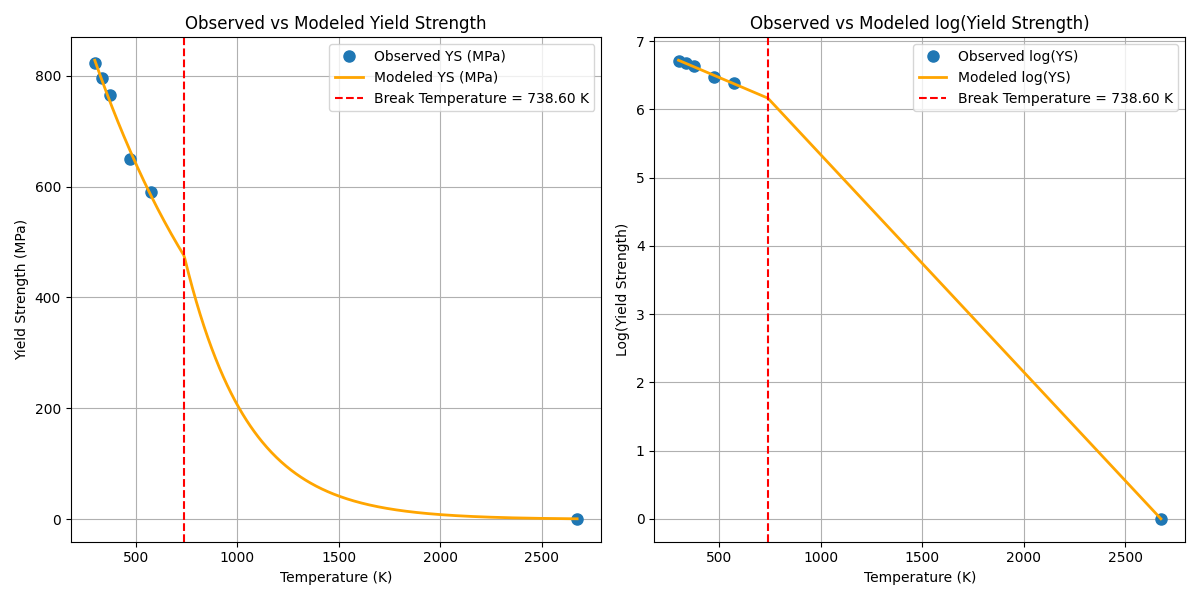 Observed vs Modeled Yield Strength
Observed YS (MPa)
Modeled YS (MPa)
Break Temperature = 738.60 K
Yield Strength (MPa)
800
600
400
200
0
500 1000 1500 2000 2500
Temperature (K)
Observed vs Modeled log(Yield Strength)
Observed log(YS)
Modeled log(YS)
Break Temperature = 738.60 K
Log(Yield Strength)
7
6
5
4
3
2
1
0
500 1000 1500 2000 2500
Temperature (K)